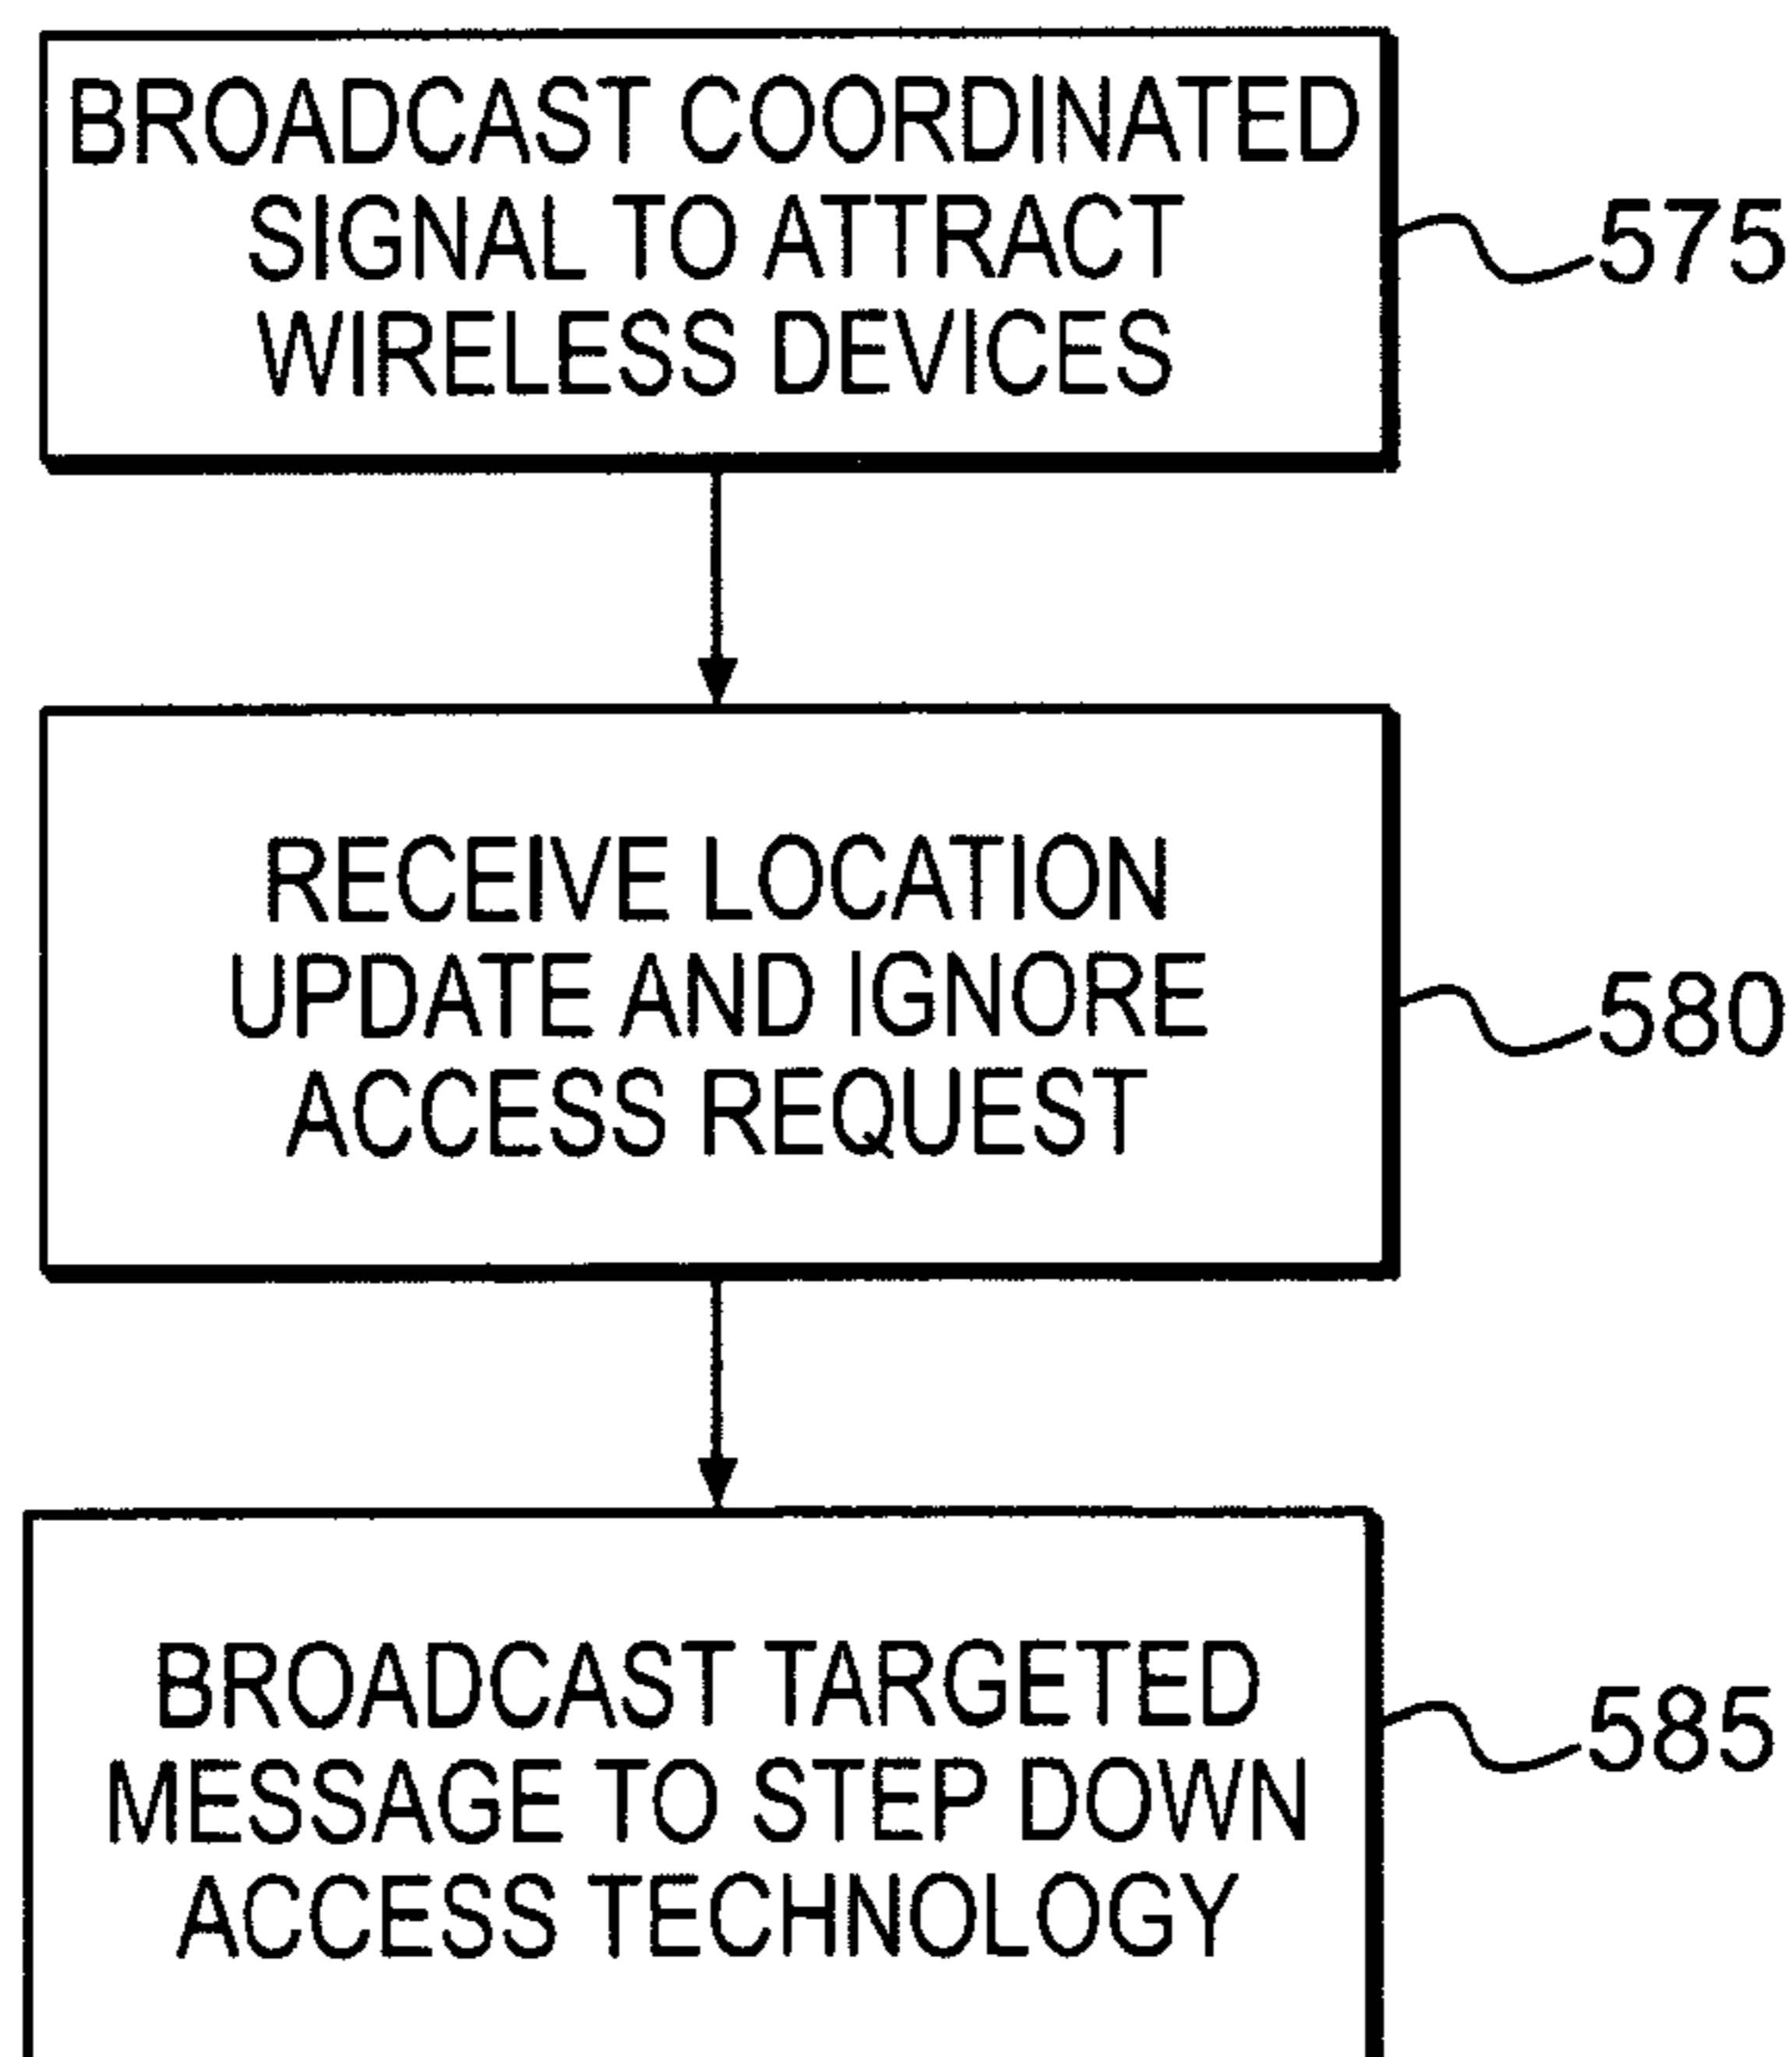 BROADCAST COORDINATED
SIGNAL TO ATTRACT
WIRELESS DEVICES
575
RECEIVE LOCATION
UPDATE AND IGNORE
ACCESS REQUEST
580
BROADCAST TARGETED
MESSAGE TO STEP DOWN
ACCESS TECHNOLOGY
585